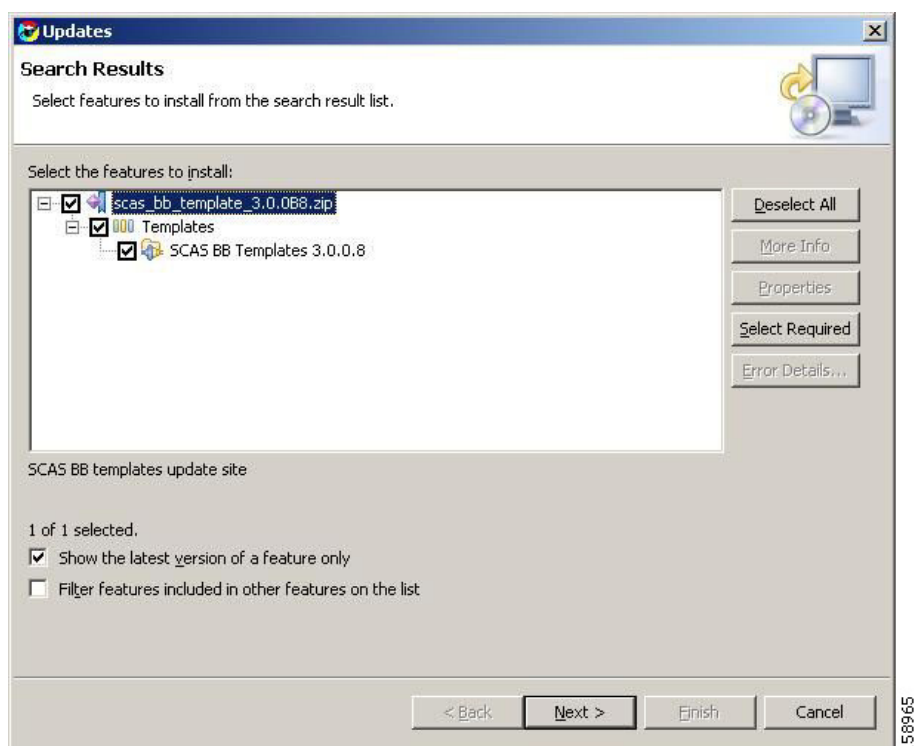 Updates
Search Results
Select features to install from the search result list.
Select the features to install:
scas_bb_template_3.0.0B8.zip
Templates
SCAS BB Templates 3.0.0.8
Deselect All
More Info
Properties
Select Required
Error Details...
SCAS BB templates update site
1 of 1 selected.
Show the latest version of a feature only
Filter features included in other features on the list
< Back
Next >
Finish
Cancel
58965